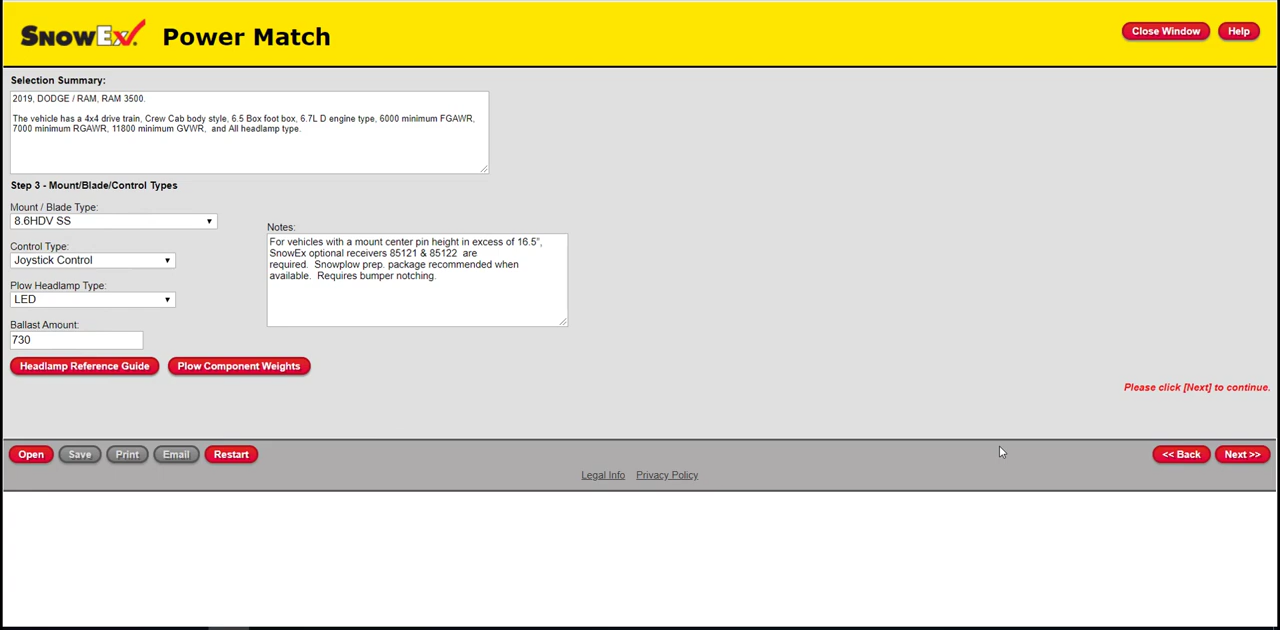 SnowEx Power Match
Close Window
Help
Selection Summary:
2019, DODGE / RAM, RAM 3500.
The vehicle has a 4x4 drive train, Crew Cab body style, 6.5 Box foot box, 6.7L D engine type, 6000 minimum FGAWR,
7000 minimum RGAWR, 11800 minimum GVWR,  and All headlamp type.
Step 3 - Mount/Blade/Control Types
Mount / Blade Type:
8.6HDV SS
Control Type:
Joystick Control
Plow Headlamp Type:
LED
Ballast Amount:
730
Notes:
For vehicles with a mount center pin height in excess of 16.5",
SnowEx optional receivers 85121 & 85122  are
required.  Snowplow prep. package recommended when
available.  Requires bumper notching.
Headlamp Reference Guide
Plow Component Weights
Please click [Next] to continue.
Open
Save
Print
Email
Restart
<< Back
Next >>
Legal Info
Privacy Policy